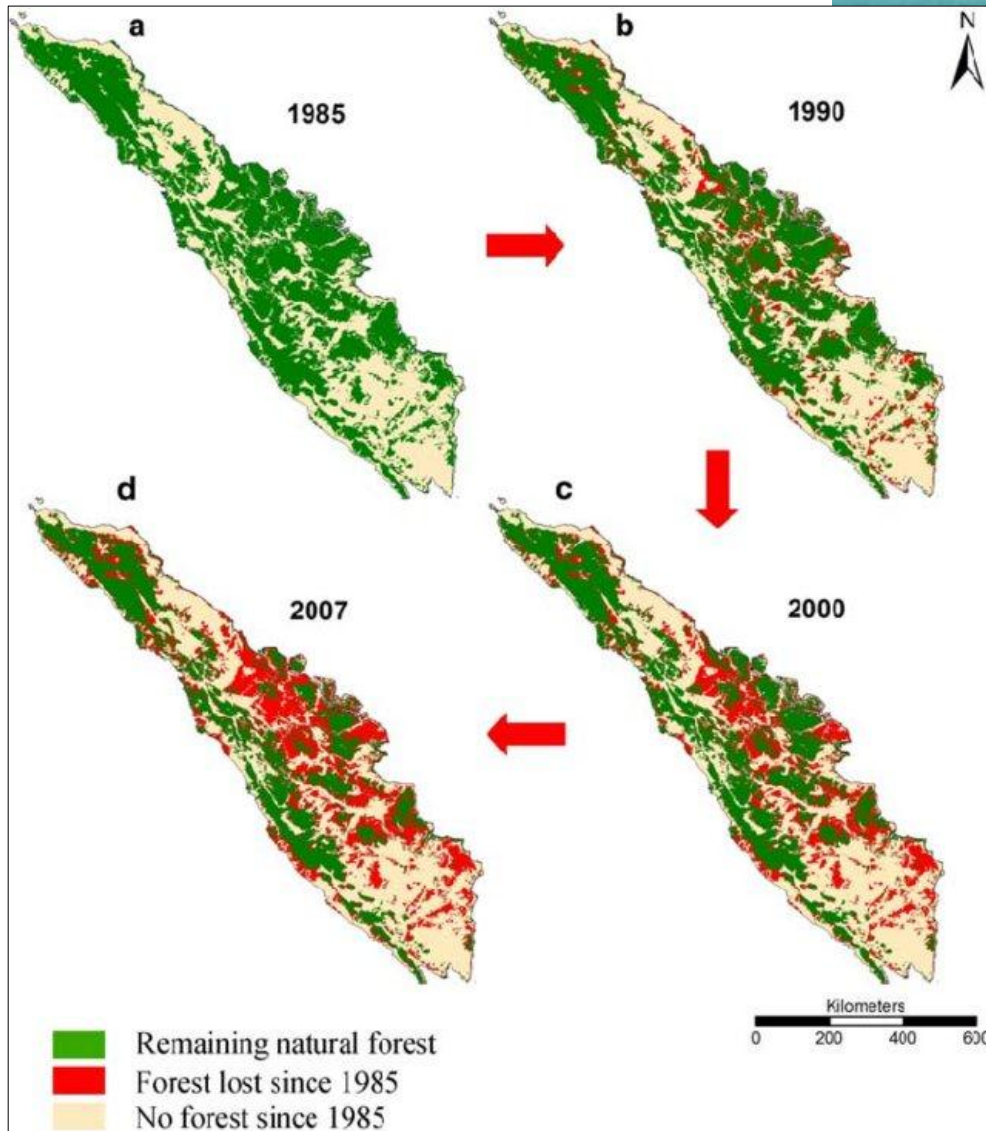 a
1985
b
N
1990
d
2007
c
2000
Kilometers
0 200 400 600
Remaining natural forest
Forest lost since 1985
No forest since 1985